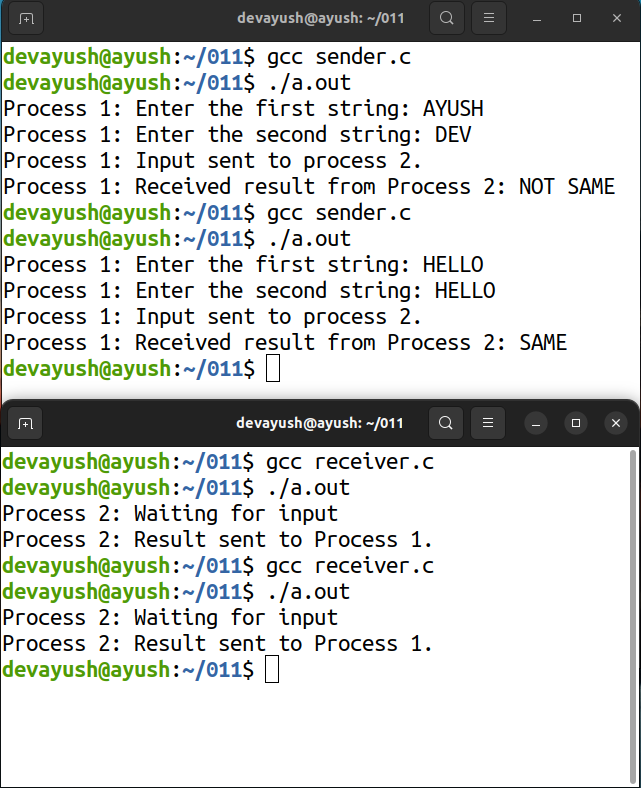 devayush@ayush: ~/011
devayush@ayush:~/011$ gcc sender.c
devayush@ayush:~/011$ ./a.out
Process 1: Enter the first string: AYUSH
Process 1: Enter the second string: DEV
Process 1: Input sent to process 2.
Process 1: Received result from Process 2: NOT SAME
devayush@ayush:~/011$ gcc sender.c
devayush@ayush:~/011$ ./a.out
Process 1: Enter the first string: HELLO
Process 1: Enter the second string: HELLO
Process 1: Input sent to process 2.
Process 1: Received result from Process 2: SAME
devayush@ayush:~/011$
devayush@ayush: ~/011
devayush@ayush:~/011$ gcc receiver.c
devayush@ayush:~/011$ ./a.out
Process 2: Waiting for input
Process 2: Result sent to Process 1.
devayush@ayush:~/011$ gcc receiver.c
devayush@ayush:~/011$ ./a.out
Process 2: Waiting for input
Process 2: Result sent to Process 1.
devayush@ayush:~/011$